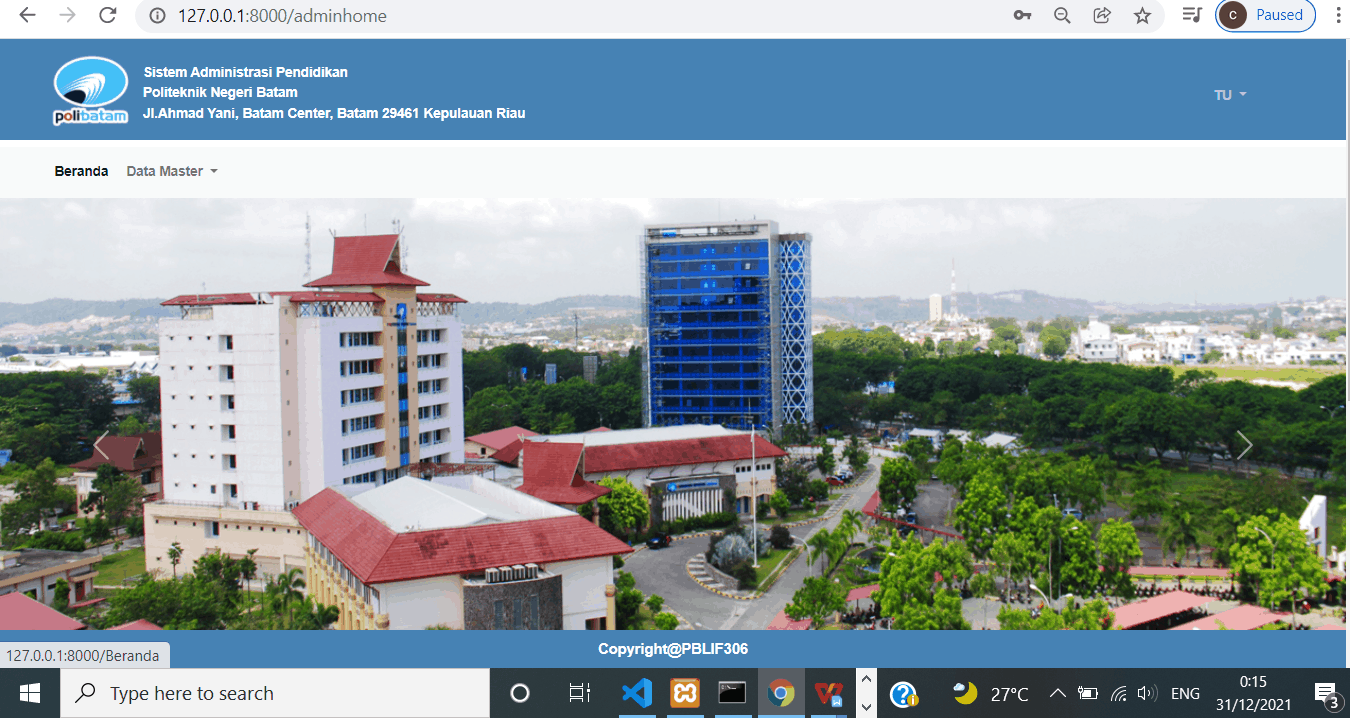 127.0.0.1:8000/adminhome
C
Paused
Sistem Administrasi Pendidikan
Politeknik Negeri Batam
Jl.Ahmad Yani, Batam Center, Batam 29461 Kepulauan Riau
polibatam
TU
Beranda
Data Master
127.0.0.1:8000/Beranda
Copyright@PBLIF306
Type here to search
27°C
ENG
0:15
31/12/2021
3